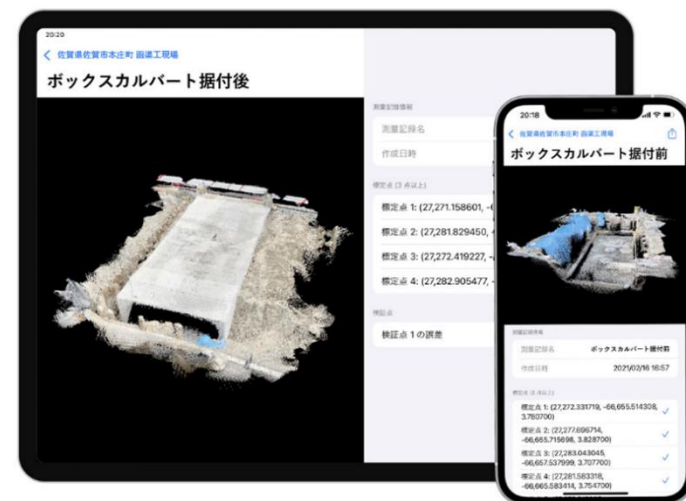 20:20
佐賀県佐賀市本庄町 函渠工現場
ボックスカルバート据付後
測量記録情報
測量記録名
作成日時
標定点 (3 点以上)
標定点 1: (27,271.158601,
標定点 2: (27,281.829450,
標定点 3: (27,272.419227,
標定点 4: (27,282.905477,
検証点
検証点 1 の誤差
20:18
佐賀県佐賀市本庄町 函渠工現場
ボックスカルバート据付前
測量記録情報
測量記録名 ボックスカルバート据付前
作成日時 2021/02/16 16:57
標定点 (3 点以上)
標定点 1: (27,272.331719, -66,655.514308,
3.780700)
標定点 2: (27,277.696714,
-66,655.715698, 3.828700)
標定点 3: (27,283.043045,
-66,657.537999, 3.707700)
標定点 4: (27,281.583318,
-66,665.583414, 3.754700)